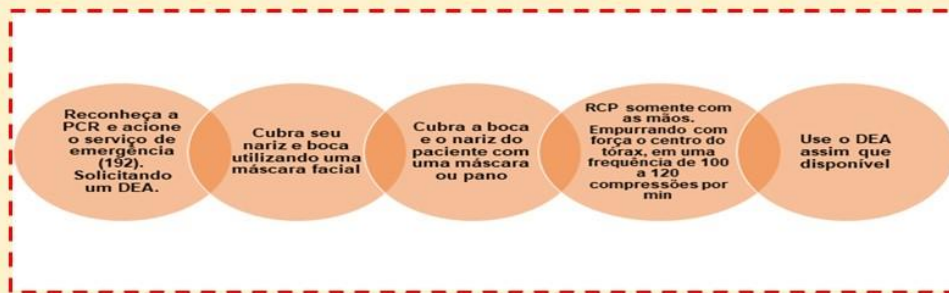 Reconheça a
PCR e acione
o serviço de
emergência
(192).
Solicitando
um DEA.
Cubra seu
nariz e boca
utilizando uma
máscara facial
Cubra a boca
e o nariz do
paciente com
uma máscara
ou pano
RCP somente com
as mãos.
Empurrando com
força o centro do
tórax, em uma
frequência de 100
a 120
compressões por
min
Use o DEA
assim que
disponível